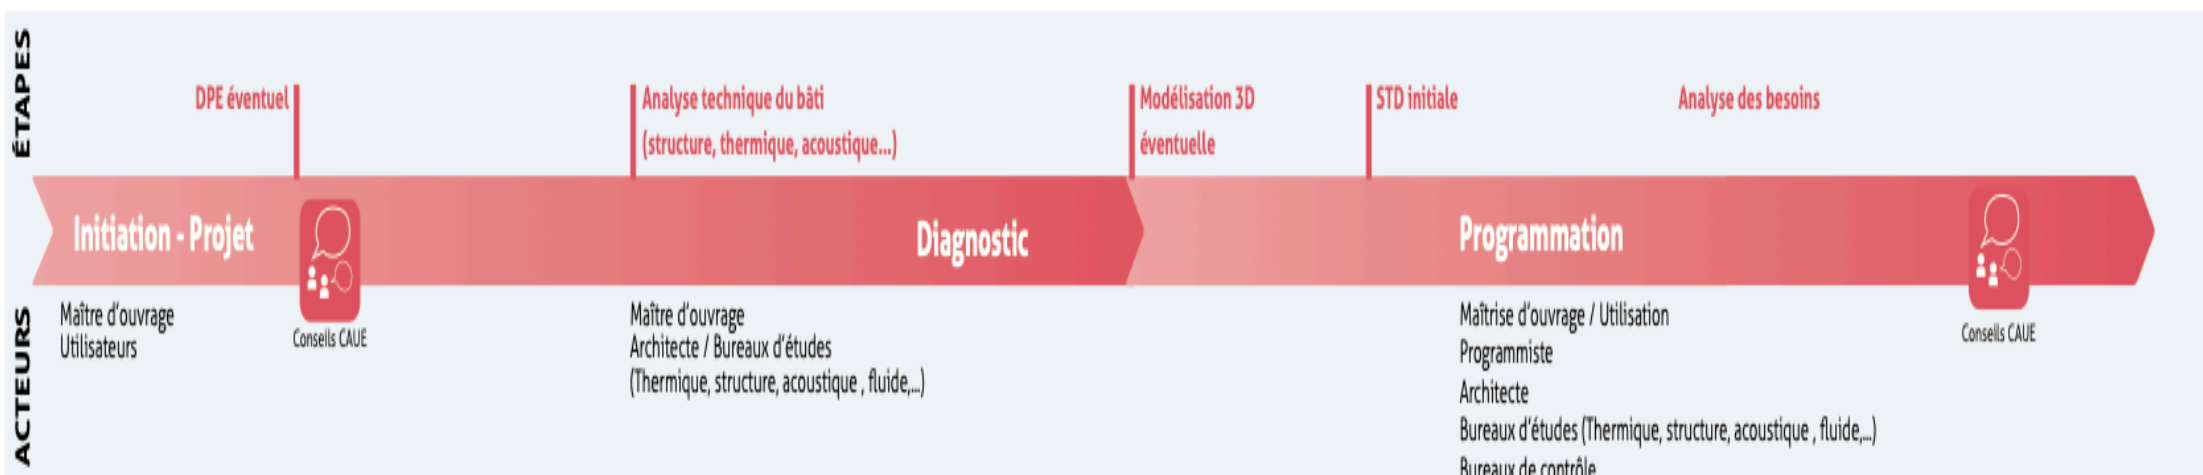 ÉTAPES
DPE éventuel
Analyse technique du bâti
(structure, thermique, acoustique...)
Modélisation 3D
éventuelle
STD initiale
Analyse des besoins
Initiation - Projet
Diagnostic
Programmation
ACTEURS
Maître d'ouvrage
Utilisateurs
Conseils CAUE
Maître d'ouvrage
Architecte / Bureaux d'études
(Thermique, structure, acoustique , fluide,...)
Maîtrise d'ouvrage / Utilisation
Programmiste
Architecte
Bureaux d'études (Thermique, structure, acoustique , fluide,...)
Bureaux de contrôle
Conseils CAUE